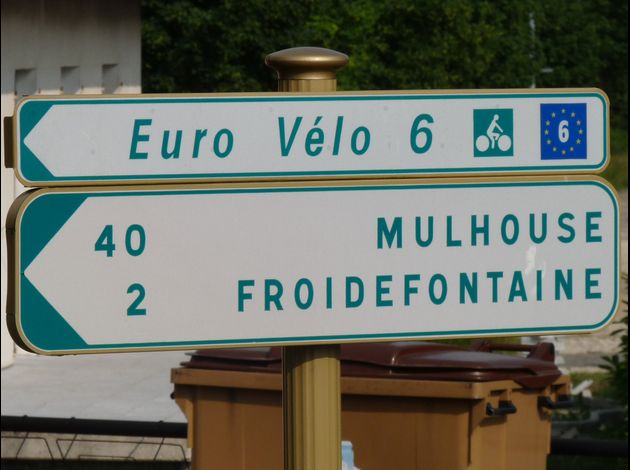 Euro Vélo 6 6
40 MULHOUSE
2 FROIDEFONTAINE